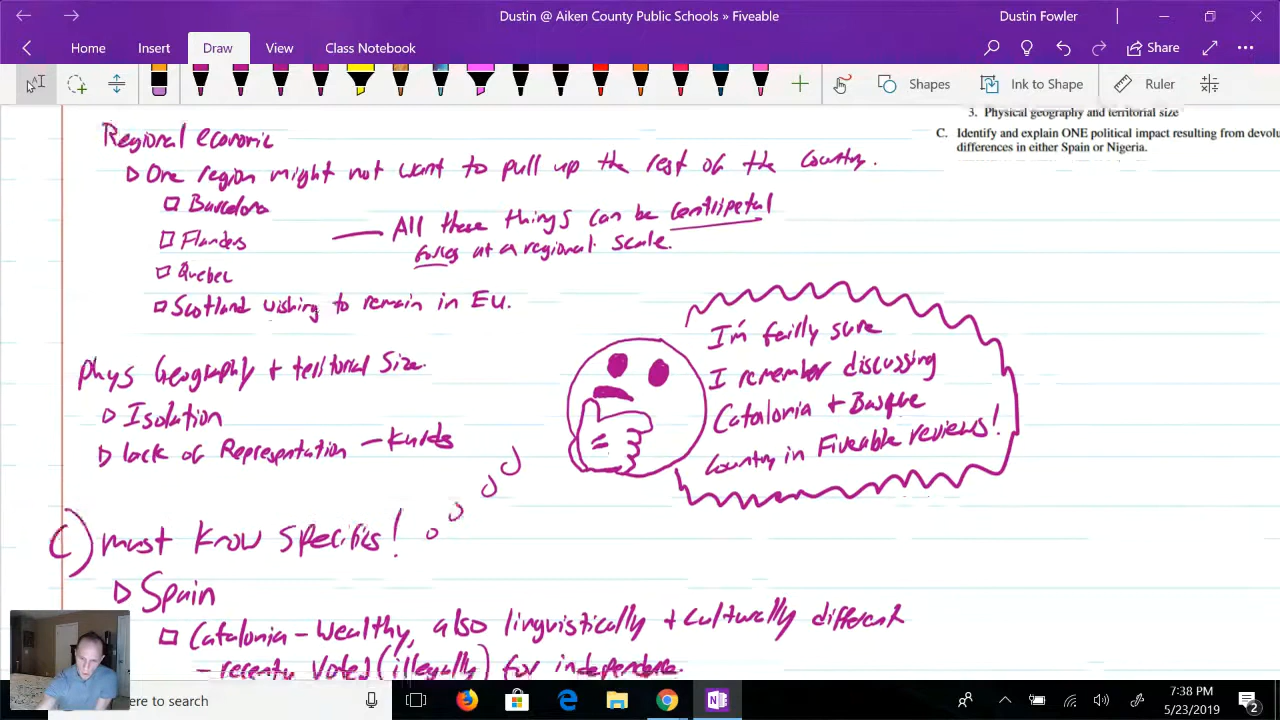 Dustin @ Aiken County Public Schools » Fiveable
Dustin Fowler
Home Insert Draw View Class Notebook
Share
Shapes
Ink to Shape
Ruler
3. Physical geography and territorial size
C. Identify and explain ONE political impact resulting from devolu
differences in either Spain or Nigeria.
Regional economic
One region might not want to pull up the rest of the country.
Barcelona
Flanders
Quebec
Scotland wishing to remain in EU.
— All these things can be centripetal
forces at a regional scale.
Phys Geography + territorial Size.
Isolation
lack of Representation - Kurds
I'm fairly sure
I remember discussing
Catalonia + Basque
Country in Fiveable reviews!
C) must know specifics!
Spain
Catalonia - wealthy, also linguistically + culturally different
- recently voted (illegally) for independence.
e to search
7:38 PM
5/23/2019
2